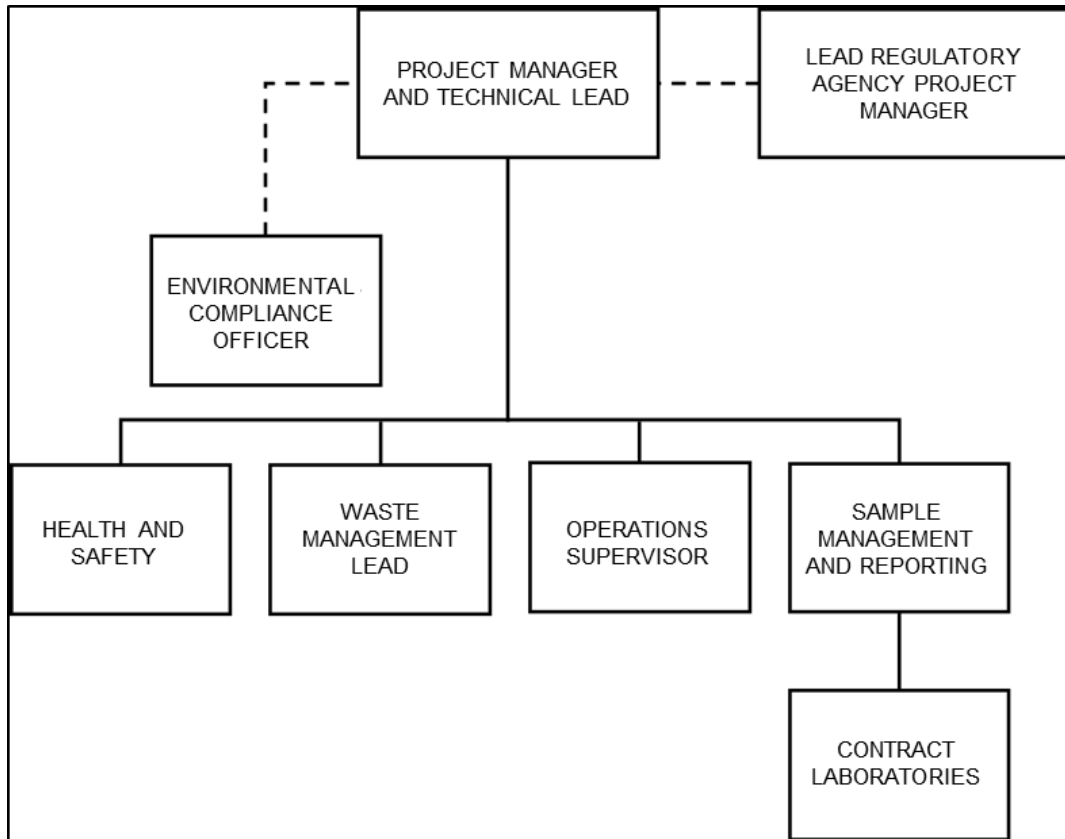 PROJECT MANAGER
AND TECHNICAL LEAD
LEAD REGULATORY
AGENCY PROJECT
MANAGER
ENVIRONMENTAL
COMPLIANCE
OFFICER
HEALTH AND
SAFETY
WASTE
MANAGEMENT
LEAD
OPERATIONS
SUPERVISOR
SAMPLE
MANAGEMENT
AND REPORTING
CONTRACT
LABORATORIES